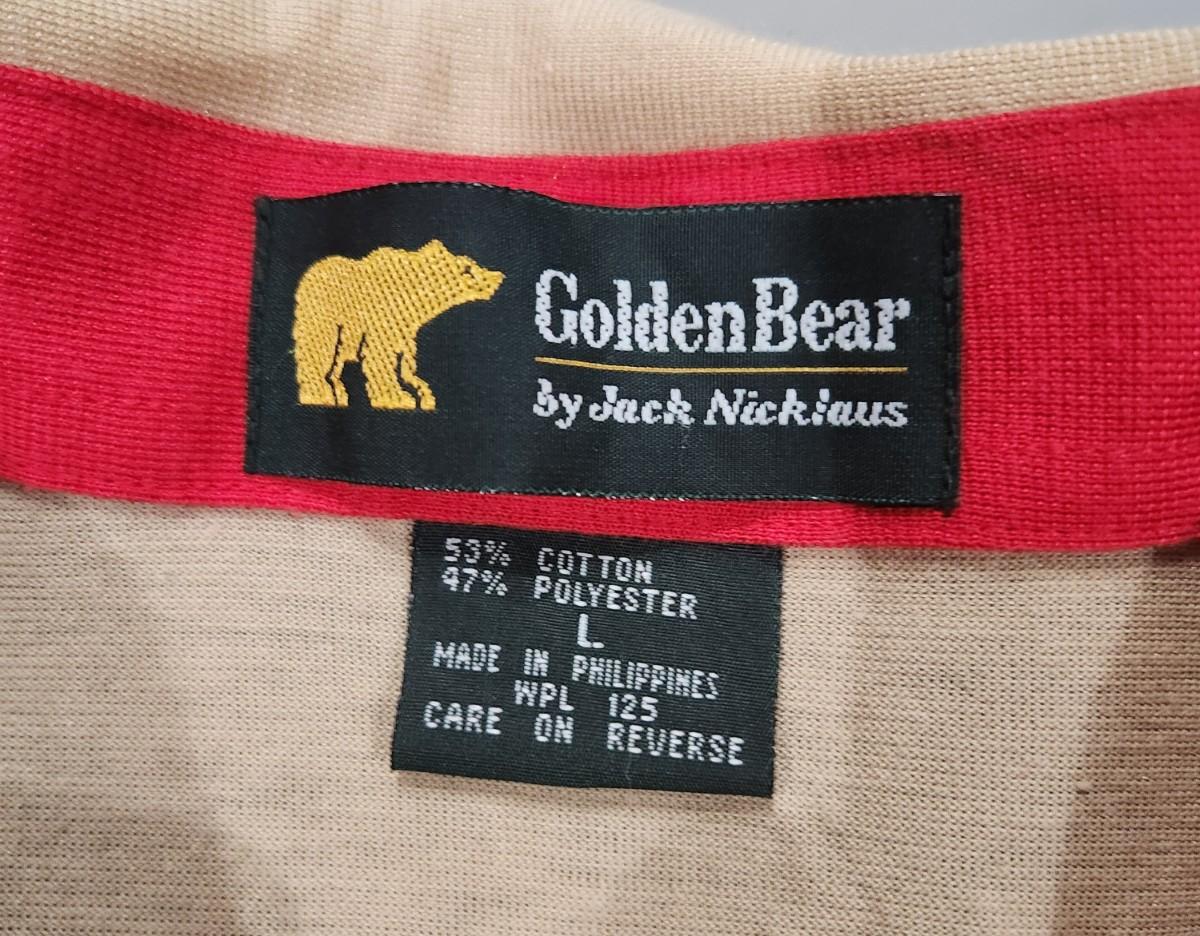 GoldenBear
by Jack Nicklaus
53% COTTON
47% POLYESTER
L
MADE IN PHILIPPINES
WPL 125
CARE ON REVERSE